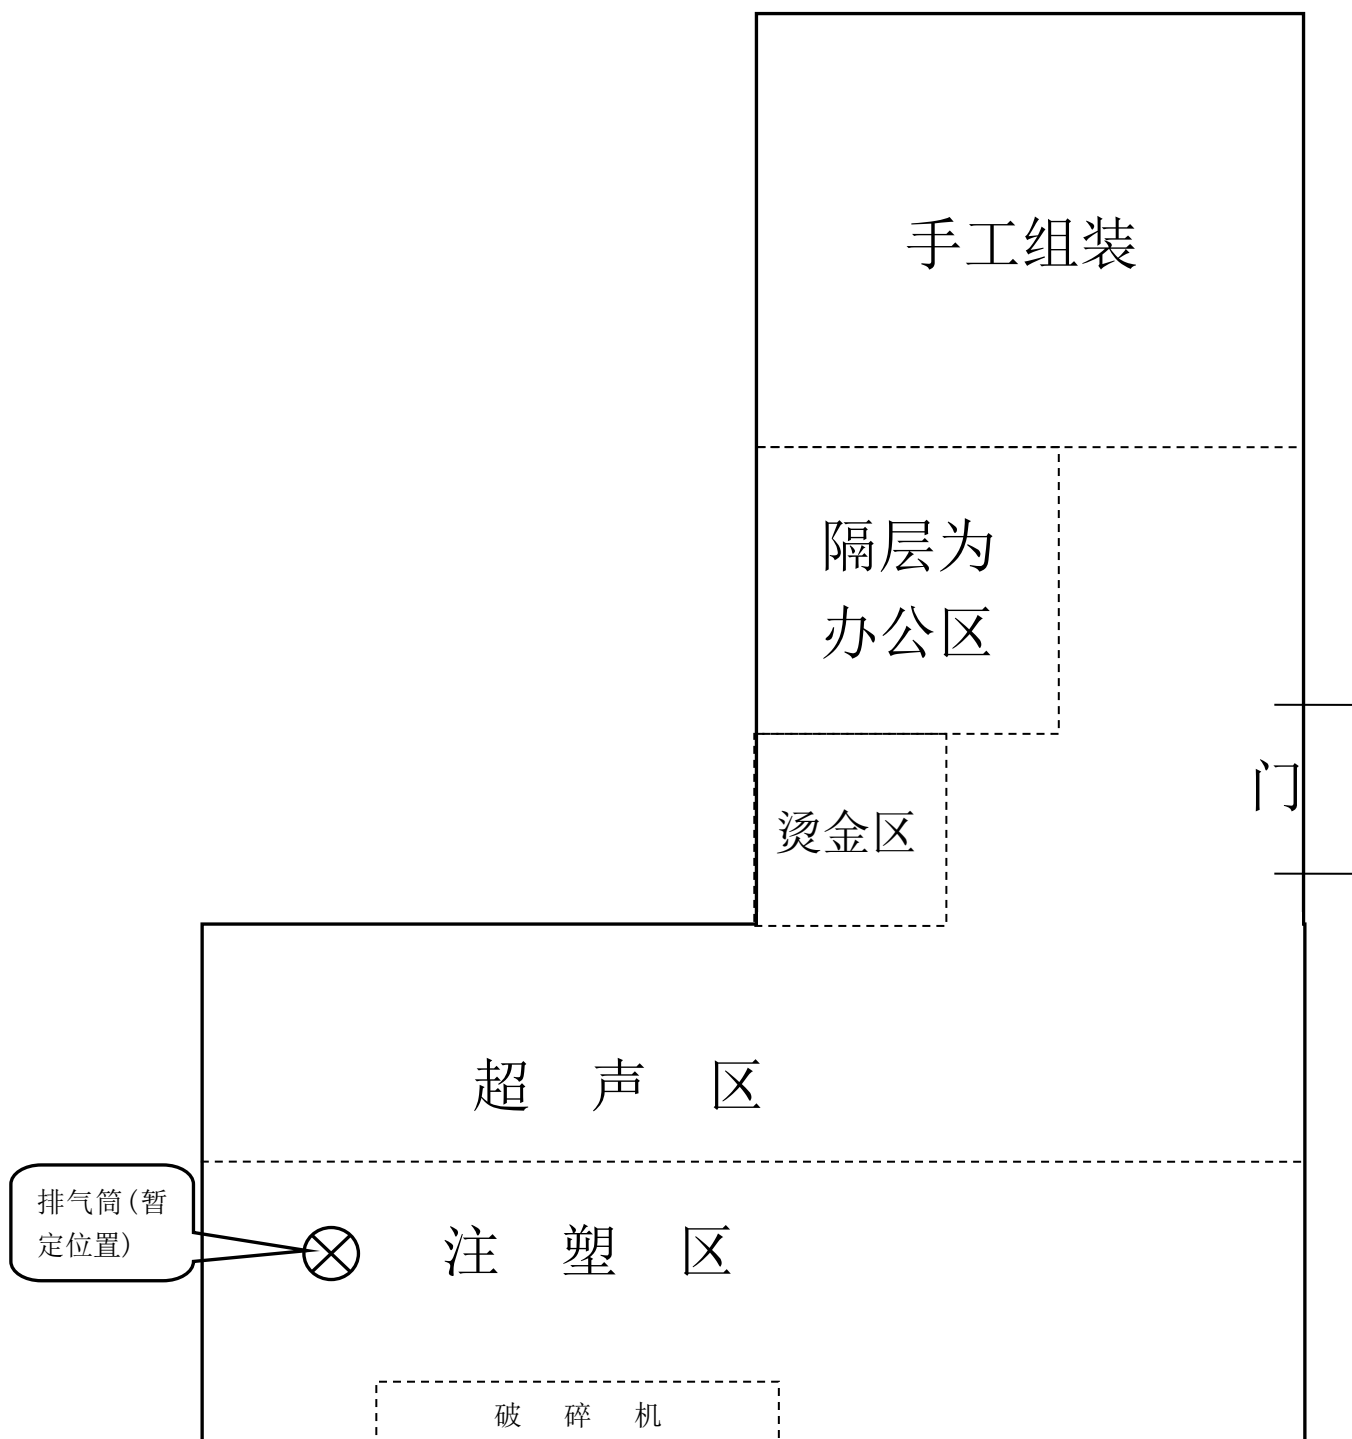 手工组装
隔层为
办公区
门
烫金区
超 声 区
排气筒(暂
定位置)
注 塑 区
破 碎 机